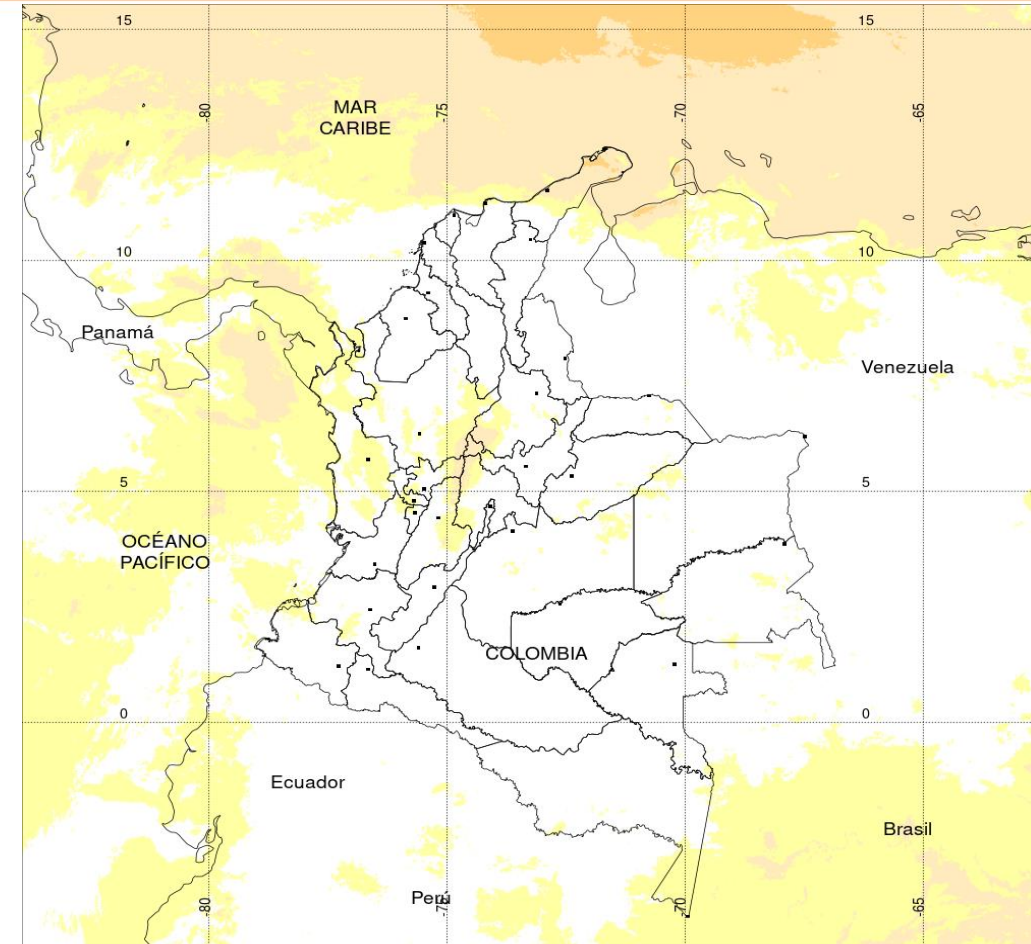 15
15
-80
-75
-70
-65
MAR
CARIBE
10
10
Panamá
Venezuela
5
5
OCÉANO
PACÍFICO
COLOMBIA
0
0
Ecuador
Brasil
Perú
-80
-75
-70
-65